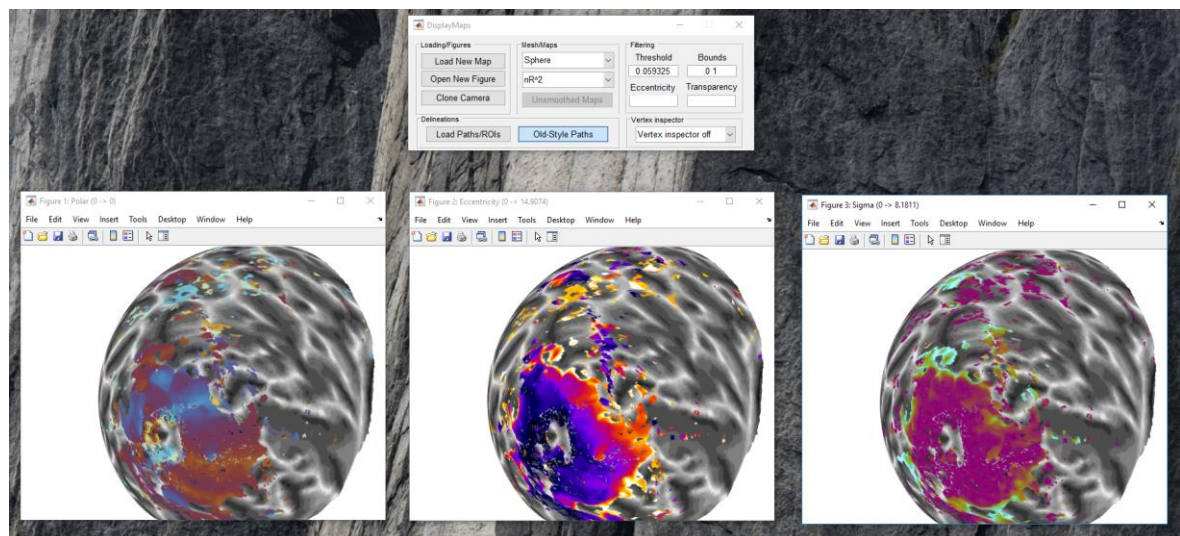 DisplayMaps
Loading/Figures
Load New Map
Open New Figure
Clone Camera
Mesh/Maps
Sphere
nR^2
Unsmoothed Maps
Filtering
Threshold Bounds
0.059325 0 1
Eccentricity Transparency
Delineations
Load Paths/ROIs Old-Style Paths
Vertex inspector
Vertex inspector off
Figure 1: Polar (0 -> 0)
File Edit View Insert Tools Desktop Window Help
Figure 2: Eccentricity (0 -> 14.9074)
File Edit View Insert Tools Desktop Window Help
Figure 3: Sigma (0 -> 8.1811)
File Edit View Insert Tools Desktop Window Help